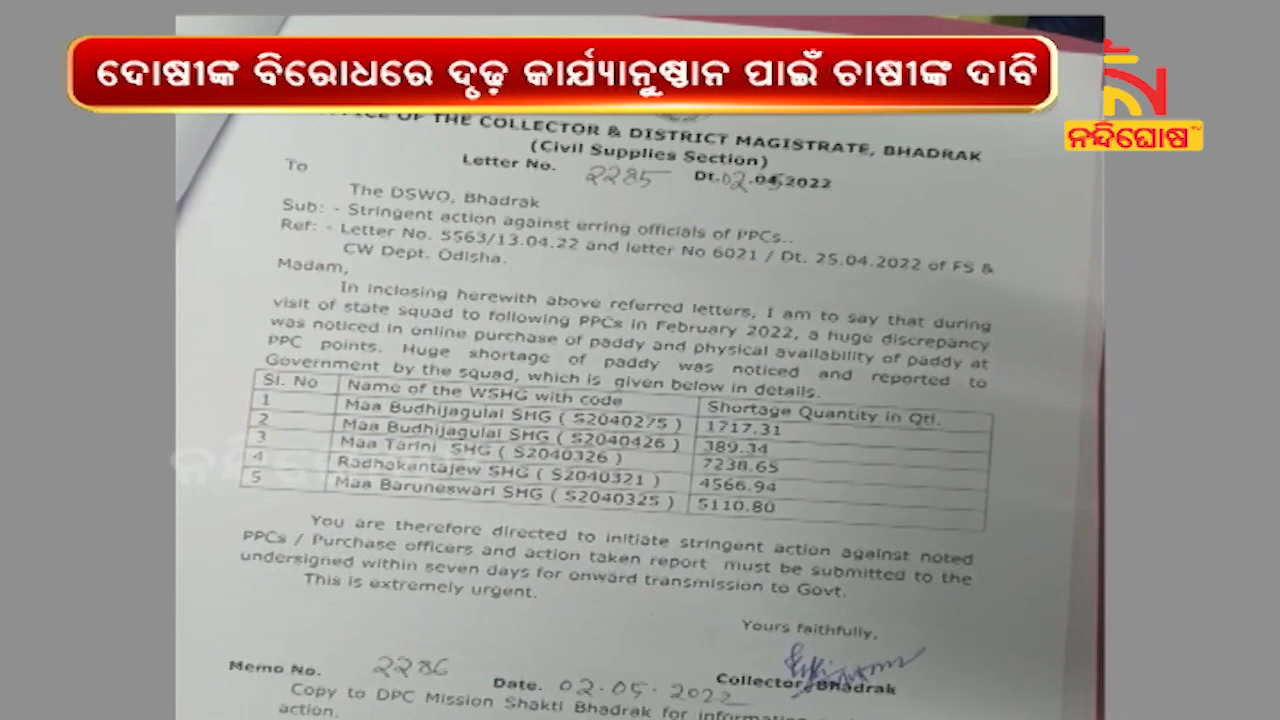 ଦୋଷୀଙ୍କ ବିରୋଧରେ ଦୃଢ଼ କାର୍ଯ୍ୟାନୁଷ୍ଠାନ ପାଇଁ ଚାଷୀଙ୍କ ଦାବି
ନନ୍ଦିଘୋଷ TV
OF THE COLLECTOR & DISTRICT MAGISTRATE, BHADRAK
(Civil Supplies Section)
Letter No. 2285 Dt.02.05.2022
To
The DSWO, Bhadrak
Sub: - Stringent action against erring officials of PPCs..
Ref: - Letter No. 5563/13.04.22 and letter No 6021 / Dt. 25.04.2022 of FS &
CW Dept. Odisha.
Madam,
In inclosing herewith above referred letters, I am to say that during
visit of state squad to following PPCs in February 2022, a huge discrepancy
was noticed in online purchase of paddy and physical availability of paddy at
PPC points. Huge shortage of paddy was noticed and reported to
Government by the squad, which is given below in details.
Sl. No Name of the WSHG with code Shortage Quantity in Qtl.
1 Maa Budhijagulai SHG ( S2040275 ) 1717.31
2 Maa Budhijagulai SHG ( S2040426 ) 389.34
3 Maa Tarini SHG ( S2040326 ) 7238.65
4 Radhakantajew SHG ( S2040321 ) 4566.94
5 Maa Baruneswari SHG ( S2040325 ) 5110.80
You are therefore directed to initiate stringent action against noted
PPCs / Purchase officers and action taken report must be submitted to the
undersigned within seven days for onward transmission to Govt.
This is extremely urgent.
Yours faithfully,
Collector, Bhadrak
Memo No. 2286 Date. 02.05.2022
Copy to DPC Mission Shakti Bhadrak for information
action.